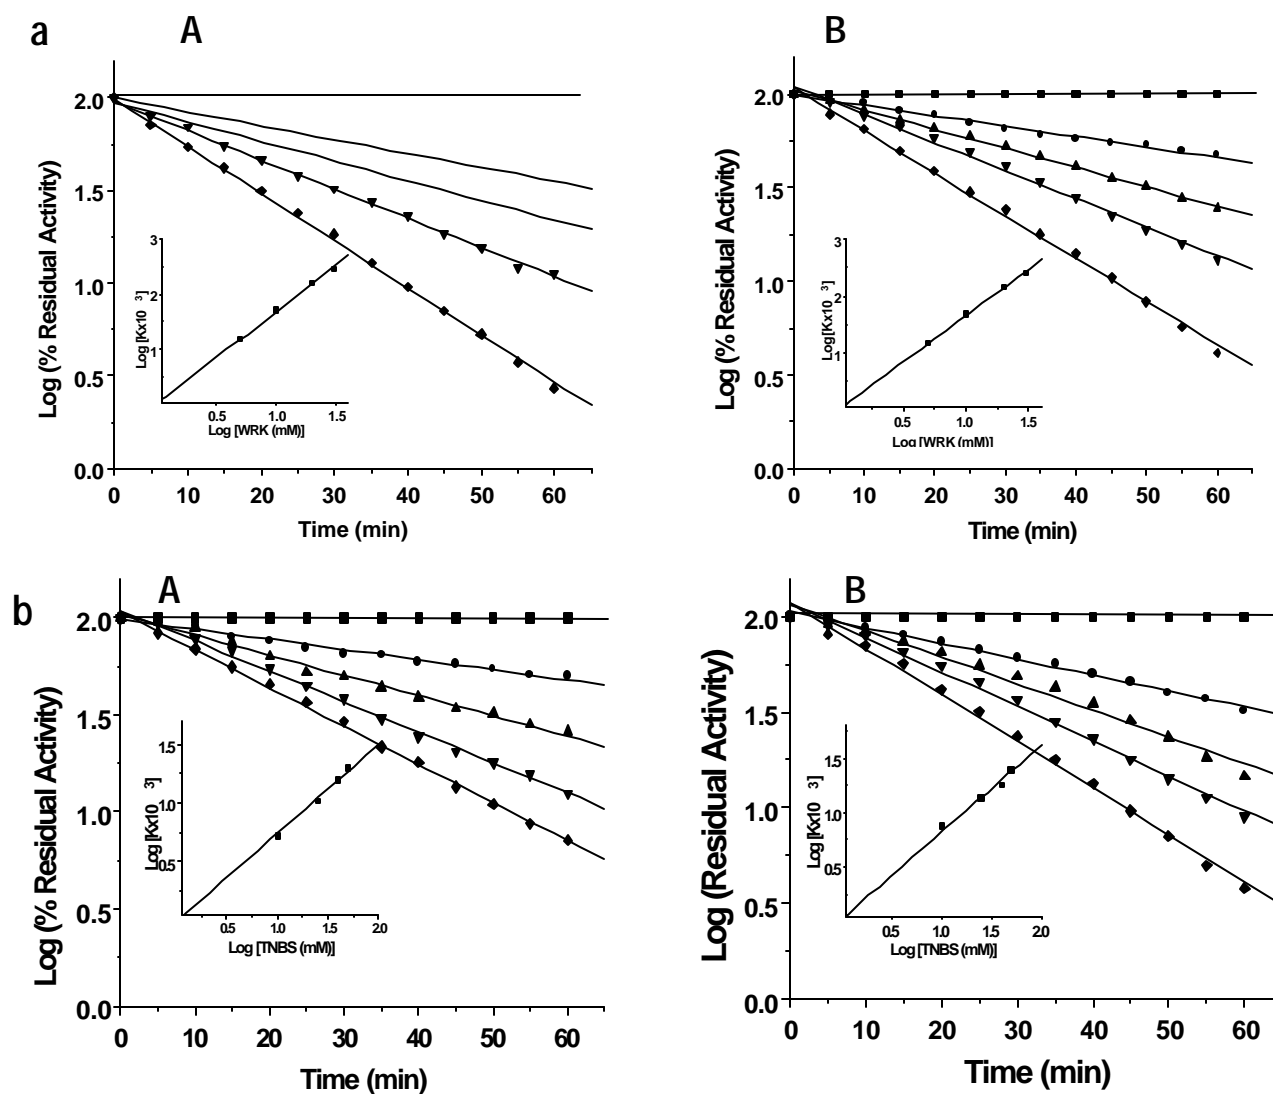 a
A
2.0
1.5
1.0
0.5
0.0
Log (% Residual Activity)
0 10 20 30 40 50 60
Time (min)
3
2
1
Log [Kx10 3]
0.5 1.0 1.5
Log [WRK (mM)]
B
2.0
1.5
1.0
0.5
0.0
Log (% Residual Activity)
0 10 20 30 40 50 60
Time (min)
3
2
1
Log [Kx10 3]
0.5 1.0 1.5
Log [WRK (mM)]
b
A
2.0
1.5
1.0
0.5
0.0
Log (% Residual Activity)
0 10 20 30 40 50 60
Time (min)
1.5
1.0
0.5
Log [Kx10 3]
0.5 1.0 1.5 2.0
Log [TNBS (mM)]
B
2.0
1.5
1.0
0.5
0.0
Log (Residual Activity)
0 10 20 30 40 50 60
Time (min)
1.5
1.0
0.5
Log [Kx10 3]
0.5 1.0 1.5 2.0
Log [TNBS (mM)]